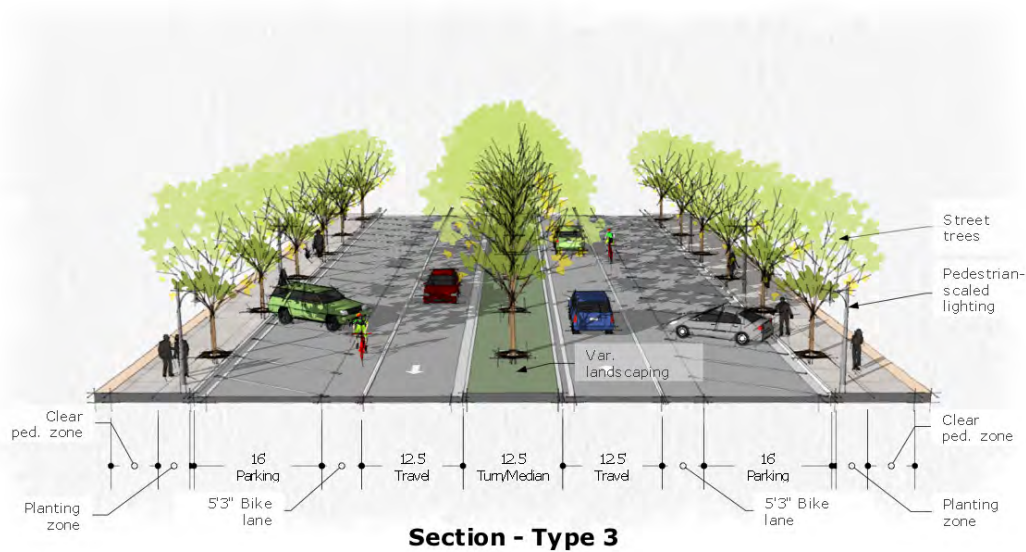 Street
trees
Pedestrian-
scaled
lighting
Var.
landscaping
Clear
ped. zone
Clear
ped. zone
16
Parking
12.5
Travel
12.5
Turn/Median
12.5
Travel
16
Parking
Planting
zone
5'3" Bike
lane
5'3" Bike
lane
Planting
zone
Section - Type 3